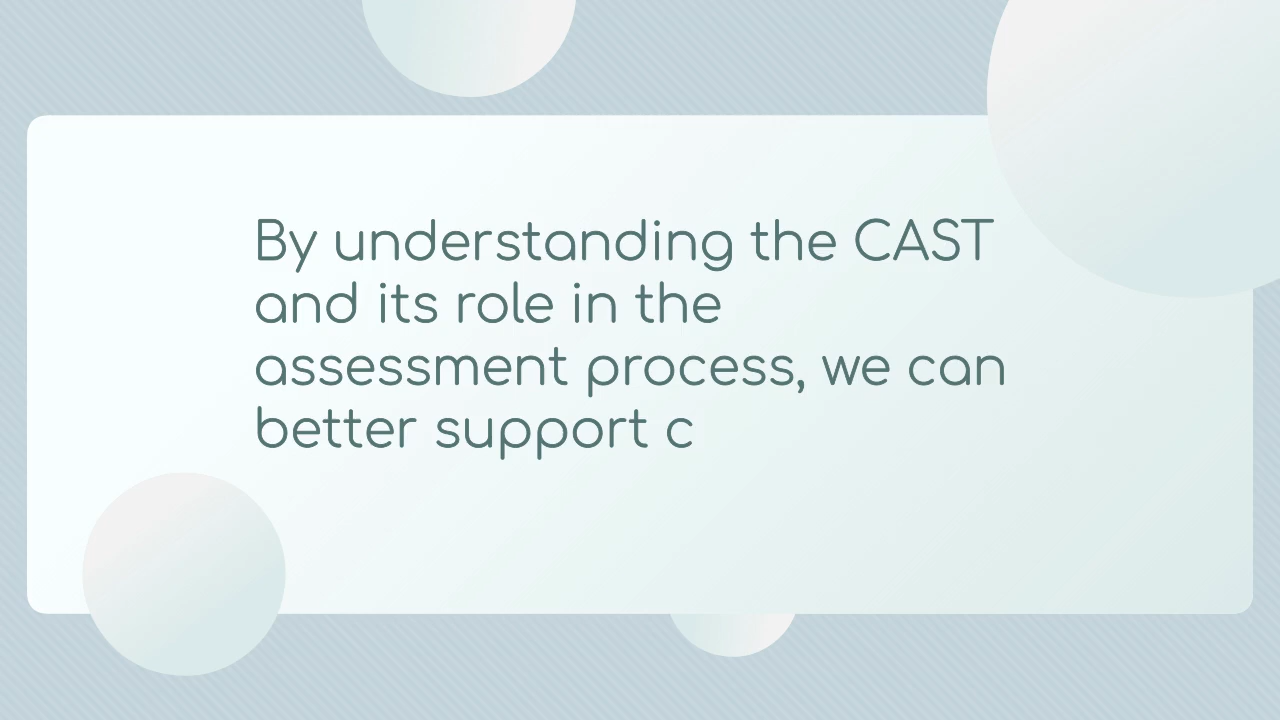 By understanding the CAST
and its role in the
assessment process, we can
better support c